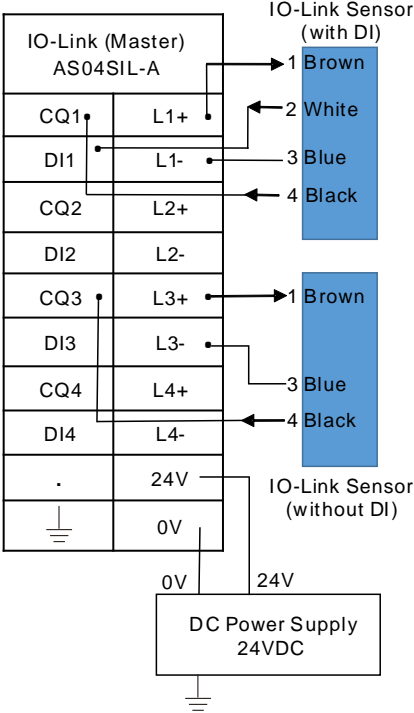 IO-Link Sensor
(with DI)
IO-Link (Master)
AS04SIL-A
1 Brown
CQ1 L1+
2 White
DI1 L1-
3 Blue
4 Black
CQ2 L2+
DI2 L2-
CQ3 L3+
1 Brown
DI3 L3-
CQ4 L4+
3 Blue
4 Black
DI4 L4-
. 24V
IO-Link Sensor
(without DI)
0V
0V 24V
DC Power Supply
24VDC